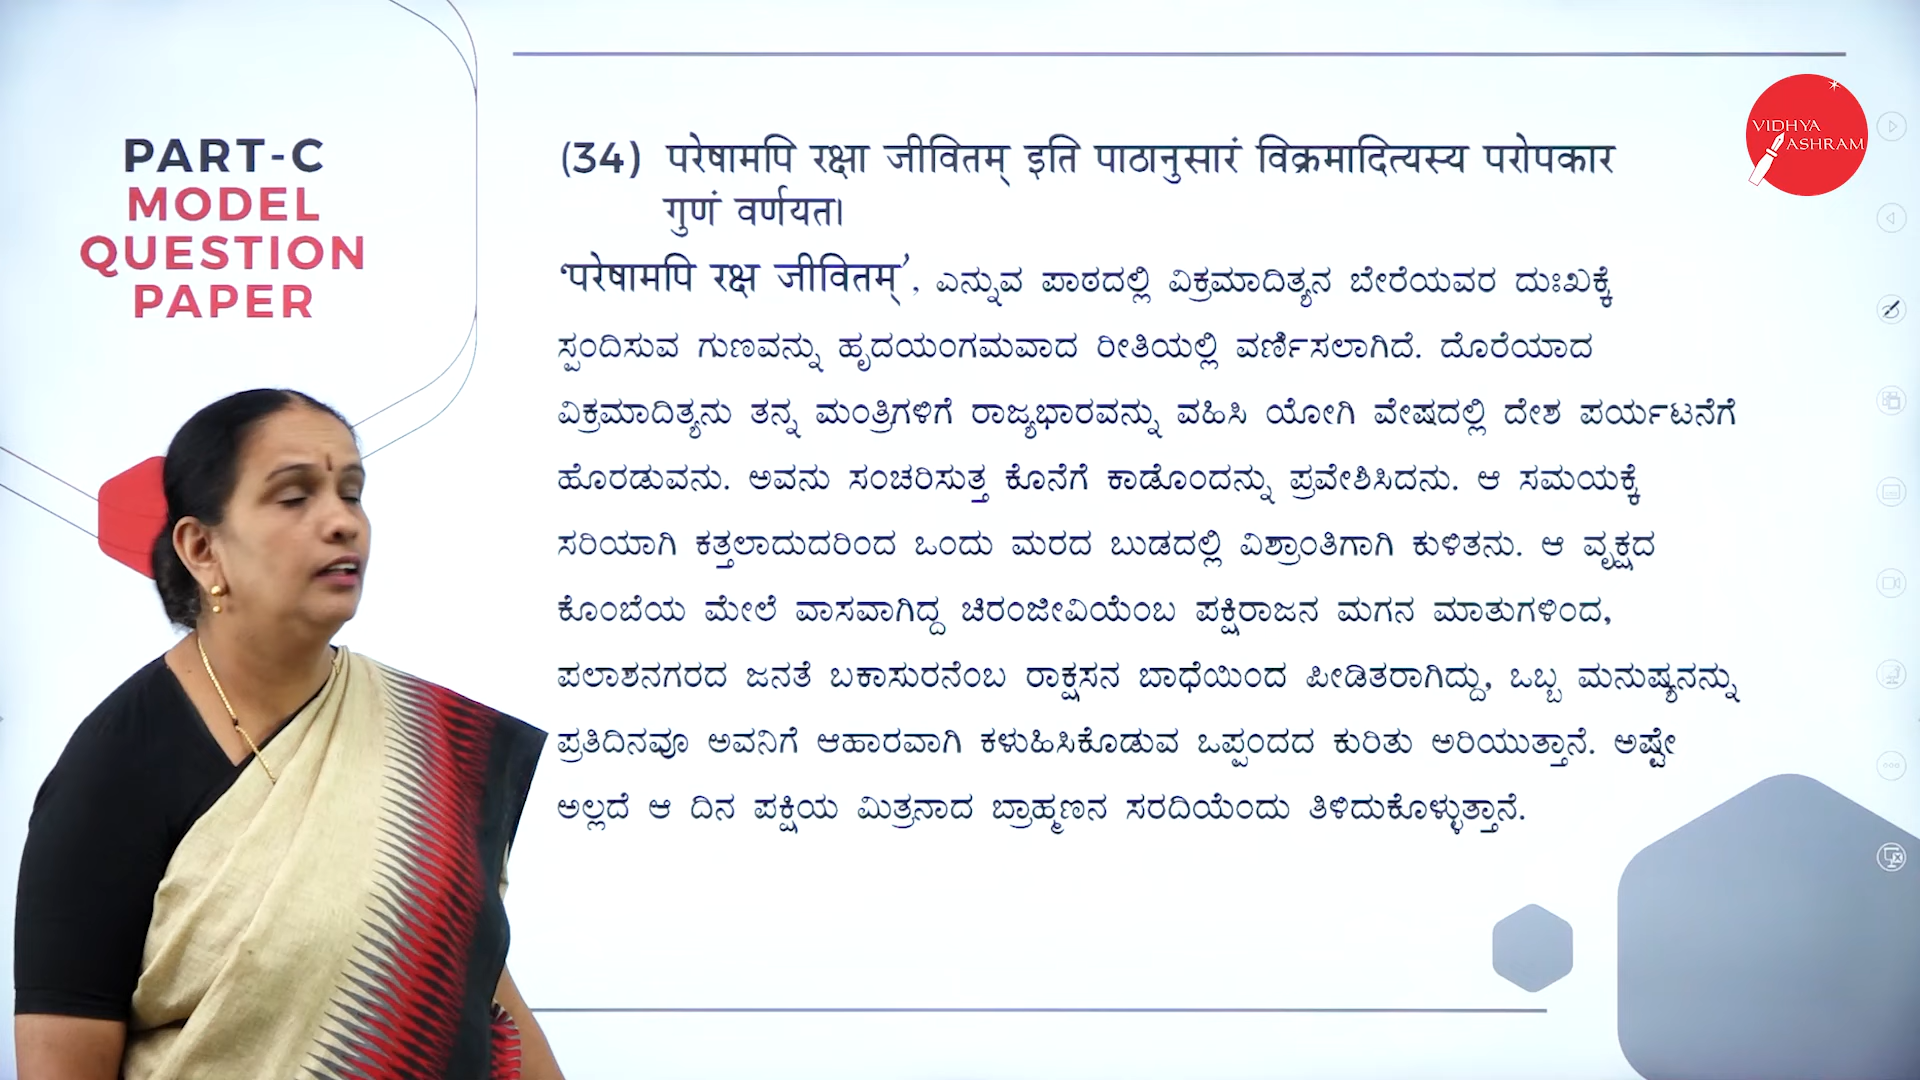 PART-C
MODEL
QUESTION
PAPER
VIDHYA
ASHRAM
(34) परेषामपि रक्षा जीवितम् इति पाठानुसारं विक्रमादित्यस्य परोपकार
गुणं वर्णयत।
‘परेषामपि रक्ष जीवितम्’, ಎನ್ನುವ ಪಾಠದಲ್ಲಿ ವಿಕ್ರಮಾದಿತ್ಯನ ಬೇರೆಯವರ ದುಃಖಕ್ಕೆ
ಸ್ಪಂದಿಸುವ ಗುಣವನ್ನು ಹೃದಯಂಗಮವಾದ ರೀತಿಯಲ್ಲಿ ವರ್ಣಿಸಲಾಗಿದೆ. ದೊರೆಯಾದ
ವಿಕ್ರಮಾದಿತ್ಯನು ತನ್ನ ಮಂತ್ರಿಗಳಿಗೆ ರಾಜ್ಯಭಾರವನ್ನು ವಹಿಸಿ ಯೋಗಿ ವೇಷದಲ್ಲಿ ದೇಶ ಪರ್ಯಟನೆಗೆ
ಹೊರಡುವನು. ಅವನು ಸಂಚರಿಸುತ್ತ ಕೊನೆಗೆ ಕಾಡೊಂದನ್ನು ಪ್ರವೇಶಿಸಿದನು. ಆ ಸಮಯಕ್ಕೆ
ಸರಿಯಾಗಿ ಕತ್ತಲಾದುದರಿಂದ ಒಂದು ಮರದ ಬುಡದಲ್ಲಿ ವಿಶ್ರಾಂತಿಗಾಗಿ ಕುಳಿತನು. ಆ ವೃಕ್ಷದ
ಕೊಂಬೆಯ ಮೇಲೆ ವಾಸವಾಗಿದ್ದ ಚಿರಂಜೀವಿಯೆಂಬ ಪಕ್ಷಿರಾಜನ ಮಗನ ಮಾತುಗಳಿಂದ,
ಪಲಾಶನಗರದ ಜನತೆ ಬಕಾಸುರನೆಂಬ ರಾಕ್ಷಸನ ಬಾಧೆಯಿಂದ ಪೀಡಿತರಾಗಿದ್ದು, ಒಬ್ಬ ಮನುಷ್ಯನನ್ನು
ಪ್ರತಿದಿನವೂ ಅವನಿಗೆ ಆಹಾರವಾಗಿ ಕಳುಹಿಸಿಕೊಡುವ ಒಪ್ಪಂದದ ಕುರಿತು ಅರಿಯುತ್ತಾನೆ. ಅಷ್ಟೇ
ಅಲ್ಲದೆ ಆ ದಿನ ಪಕ್ಷಿಯ ಮಿತ್ರನಾದ ಬ್ರಾಹ್ಮಣನ ಸರದಿಯೆಂದು ತಿಳಿದುಕೊಳ್ಳುತ್ತಾನೆ.